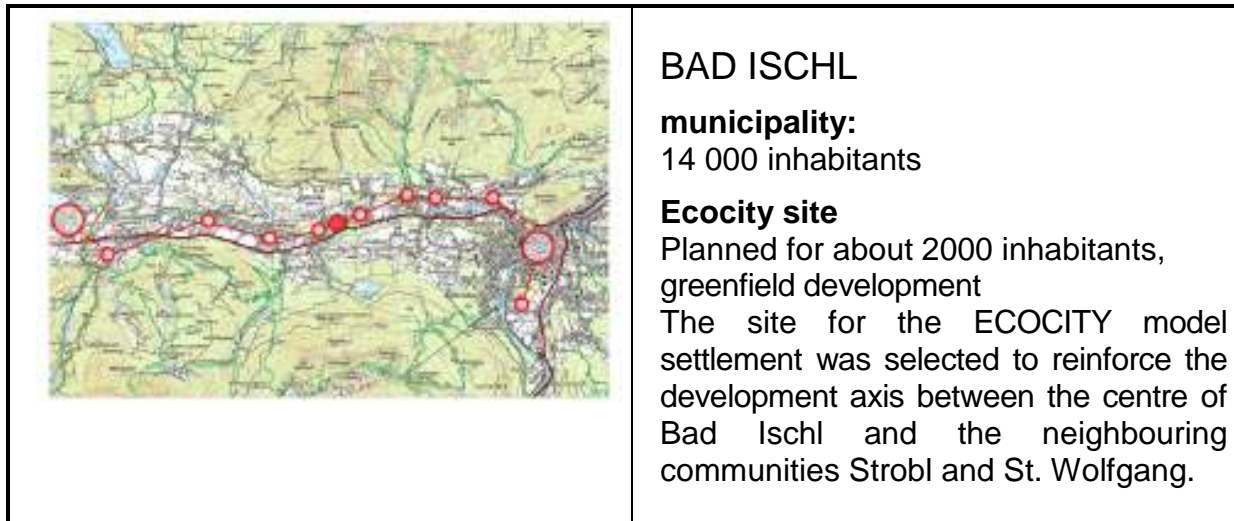 BAD ISCHL
municipality:
14 000 inhabitants
Ecocity site
Planned for about 2000 inhabitants,
greenfield development
The site for the ECOCITY model
settlement was selected to reinforce the
development axis between the centre of
Bad Ischl and the neighbouring
communities Strobl and St. Wolfgang.